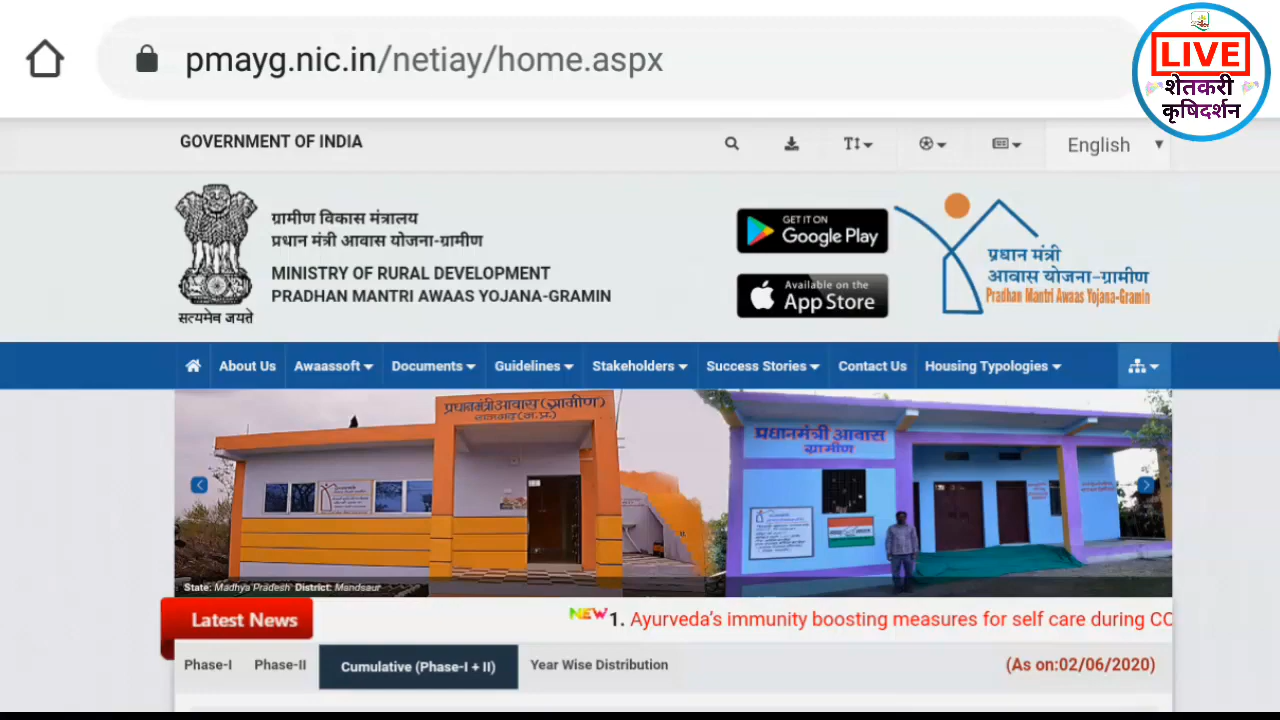 pmayg.nic.in/netiay/home.aspx
LIVE
शेतकरी
कृषिदर्शन
GOVERNMENT OF INDIA
English
ग्रामीण विकास मंत्रालय
प्रधान मंत्री आवास योजना-ग्रामीण
MINISTRY OF RURAL DEVELOPMENT
PRADHAN MANTRI AWAAS YOJANA-GRAMIN
सत्यमेव जयते
GET IT ON
Google Play
Available on the
App Store
प्रधान मंत्री
आवास योजना-ग्रामीण
Pradhan Mantri Awaas Yojana-Gramin
About Us Awaassoft Documents Guidelines Stakeholders Success Stories Contact Us Housing Typologies
प्रधानमंत्री आवास (ग्रामीण)
प्रधानमंत्री आवास
ग्रामीण
State: Madhya Pradesh District: Mandsaur
Latest News
NEW 1. Ayurveda's immunity boosting measures for self care during CO
Phase-I Phase-II Cumulative (Phase-I + II) Year Wise Distribution (As on:02/06/2020)